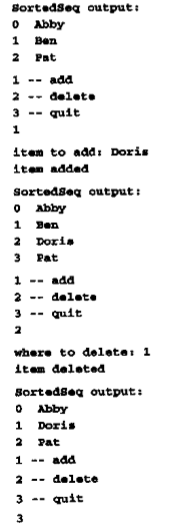 SortedSeq output:
0 Abby
1 Ben
2 Pat
1 -- add
2 -- delete
3 -- quit
1
item to add: Doris
item added
SortedSeq output:
0 Abby
1 Ben
2 Doris
3 Pat
1 -- add
2 -- delete
3 -- quit
2
where to delete: 1
item deleted
SortedSeq output:
0 Abby
1 Doris
2 Pat
1 -- add
2 -- delete
3 -- quit
3